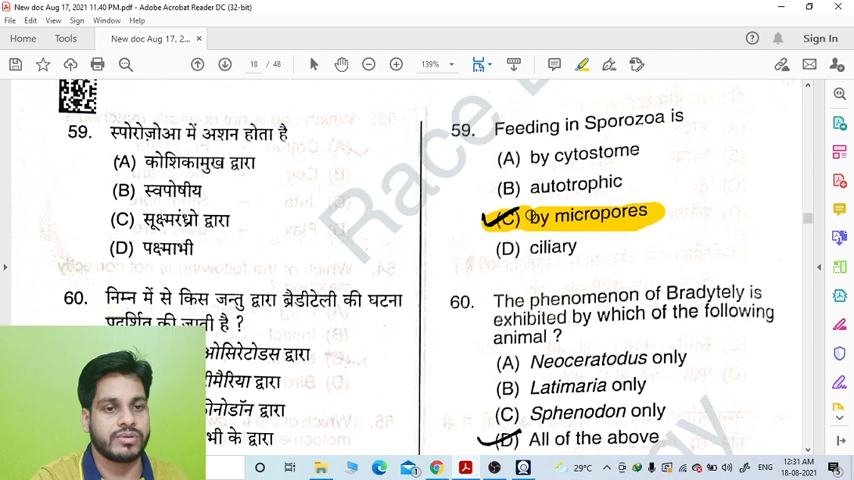 New doc Aug 17, 2021 11.40 PM.pdf - Adobe Acrobat Reader DC (32-bit)
File Edit View Sign Window Help
Home Tools New doc Aug 17, 2... × Sign In
18 / 48 139%
59. स्पोरोज़ोआ में अशन होता है
(A) कोशिकामुख द्वारा
(B) स्वपोषीय
(C) सूक्ष्मरंध्रो द्वारा
(D) पक्ष्माभी
60. निम्न में से किस जन्तु द्वारा ब्रैडीटेली की घटना
प्रदर्शित की जाती है ?
द्वारा
द्वारा
द्वारा
के द्वारा
59. Feeding in Sporozoa is
(A) by cytostome
(B) autotrophic
(C) by micropores
(D) ciliary
60. The phenomenon of Bradytely is
exhibited by which of the following
animal ?
(A) Neoceratodus only
(B) Latimaria only
(C) Sphenodon only
(D) All of the above
Race
29°C ENG 12:31 AM
18-08-2021